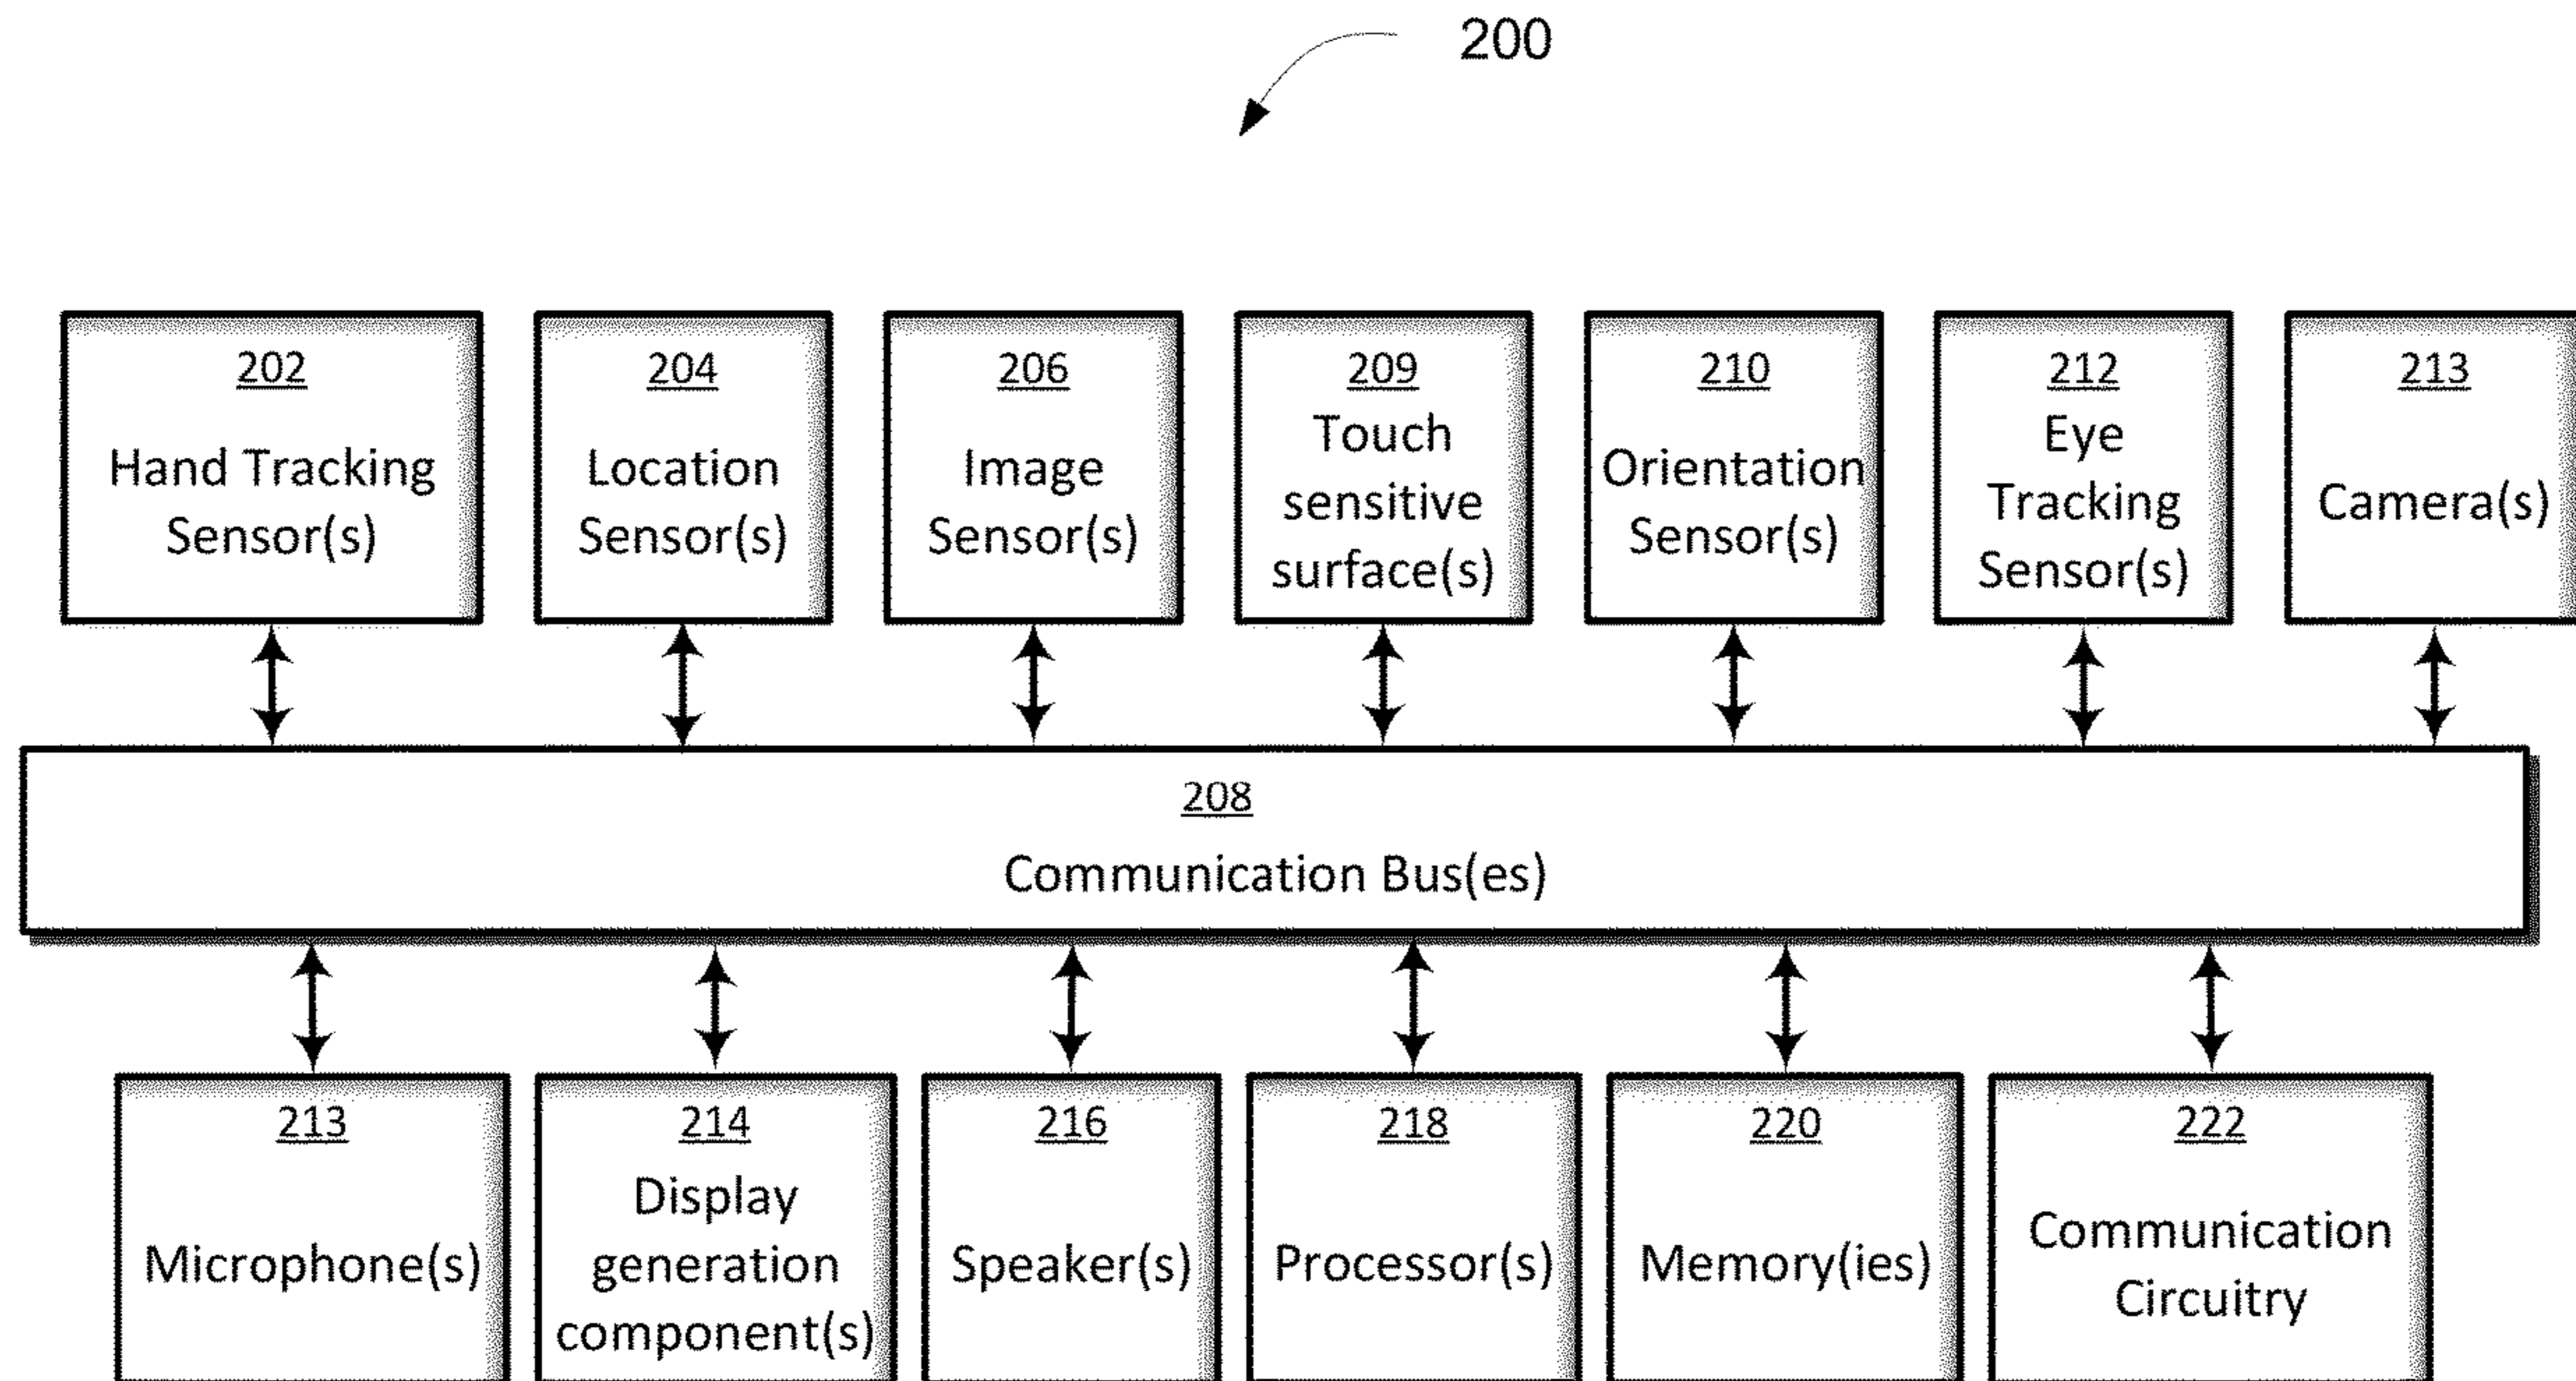 200
202
Hand Tracking
Sensor(s)
204
Location
Sensor(s)
206
Image
Sensor(s)
209
Touch
sensitive
surface(s)
210
Orientation
Sensor(s)
212
Eye
Tracking
Sensor(s)
213
Camera(s)
208
Communication Bus(es)
213
Microphone(s)
214
Display
generation
component(s)
216
Speaker(s)
218
Processor(s)
220
Memory(ies)
222
Communication
Circuitry